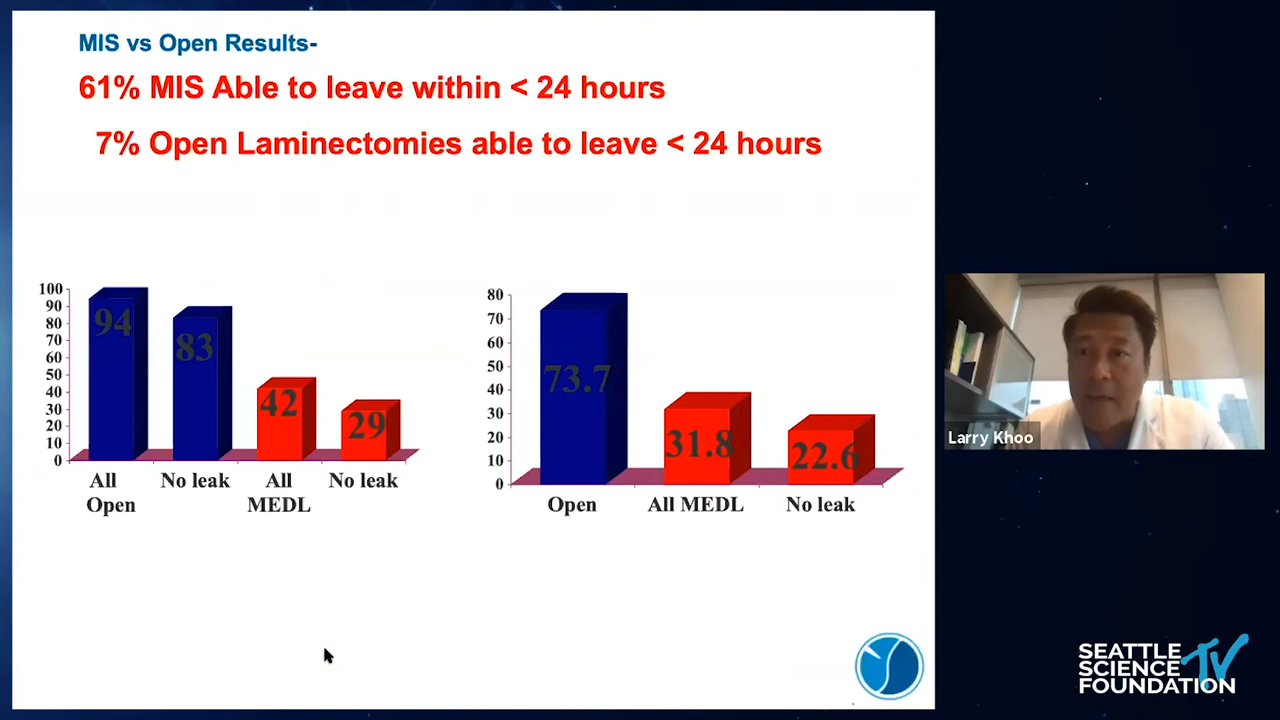 MIS vs Open Results-
61% MIS Able to leave within < 24 hours
7% Open Laminectomies able to leave < 24 hours
100
90
80
70
60
50
40
30
20
10
0
94
83
42
29
All Open
No leak
All MEDL
No leak
80
70
60
50
40
30
20
10
0
73.7
31.8
22.6
Open
All MEDL
No leak
Larry Khoo
SEATTLE
SCIENCE
FOUNDATION
TV